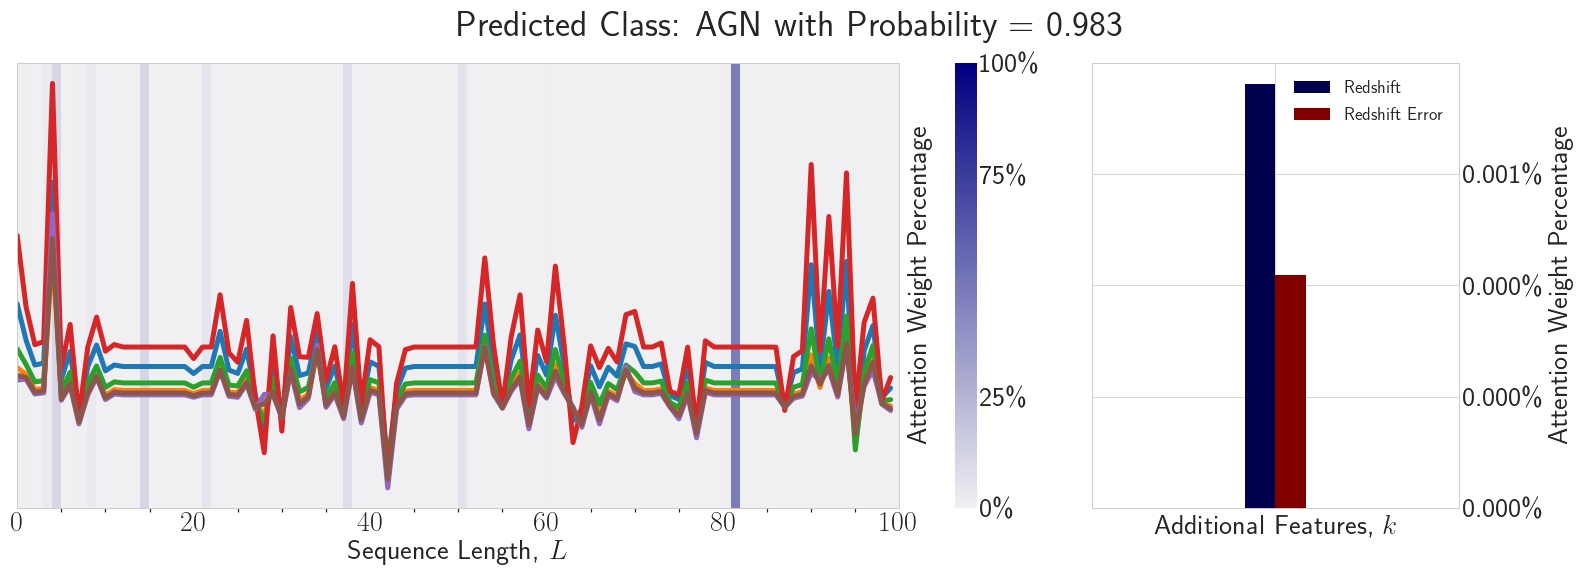 Predicted Class: AGN with Probability = 0.983
0 20 40 60 80 100
Sequence Length, L
100%
75%
25%
0%
Attention Weight Percentage
Redshift
Redshift Error
0.001%
0.000%
0.000%
0.000%
Attention Weight Percentage
Additional Features, k